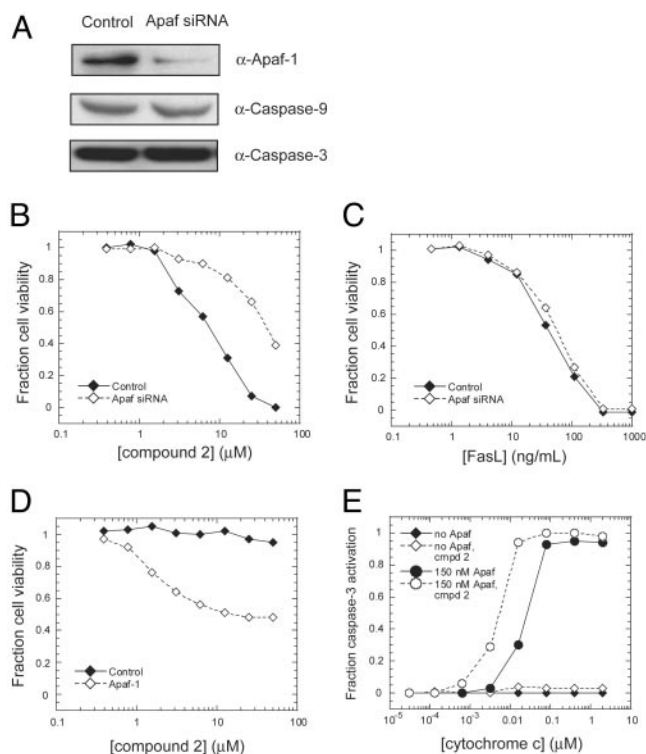 A
Control Apaf siRNA
α-Apaf-1
α-Caspase-9
α-Caspase-3
B
Fraction cell viability
1
0.8
0.6
0.4
0.2
0
Control
Apaf siRNA
0.1 1 10 100
[compound 2] (μM)
C
Fraction cell viability
1
0.8
0.6
0.4
0.2
0
Control
Apaf siRNA
0.1 1 10 100 1000
[FasL] (ng/mL)
D
Fraction cell viability
1
0.8
0.6
0.4
0.2
0
Control
Apaf-1
0.1 1 10 100
[compound 2] (μM)
E
Fraction caspase-3 activation
1
0.8
0.6
0.4
0.2
0
no Apaf
no Apaf,
cmpd 2
150 nM Apaf
150 nM Apaf,
cmpd 2
10⁻⁵ 10⁻⁴ 10⁻³ 0.01 0.1 1 10
[cytochrome c] (μM)